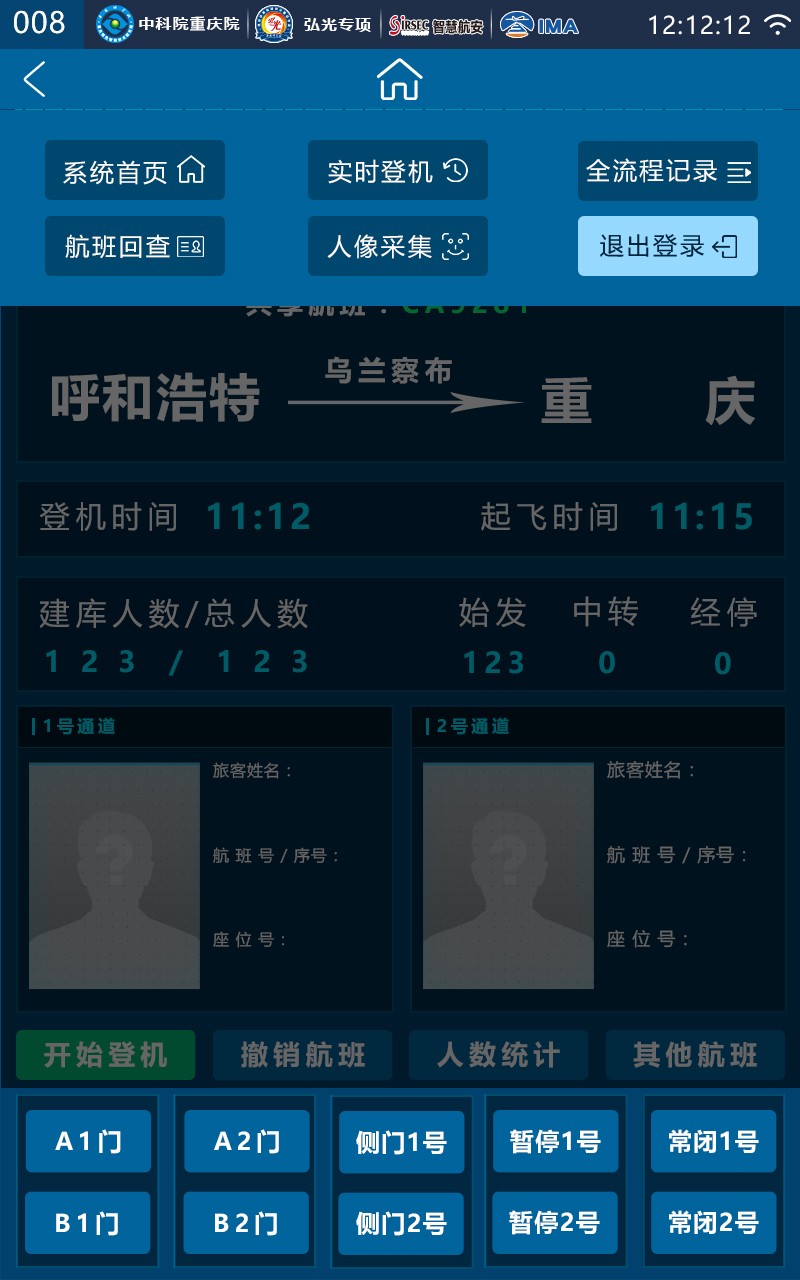 008 中科院重庆院 弘光专项 SiRSEC 智慧航安 IMA 12:12:12
系统首页 实时登机 全流程记录
航班回查 人像采集 退出登录
共享航班：CA9281
呼和浩特 乌兰察布 重庆
登机时间 11:12 起飞时间 11:15
建库人数/总人数 始发 中转 经停
123/123 123 0 0
1号通道 2号通道
旅客姓名： 旅客姓名：
航班号/序号： 航班号/序号：
座位号： 座位号：
开始登机 撤销航班 人数统计 其他航班
A1门 A2门 侧门1号 暂停1号 常闭1号
B1门 B2门 侧门2号 暂停2号 常闭2号